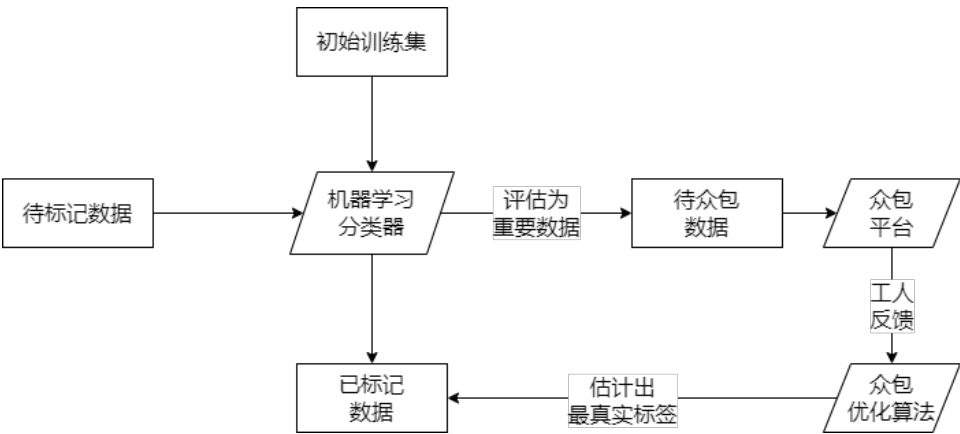 初始训练集
待标记数据
机器学习
分类器
评估为
重要数据
待众包
数据
众包
平台
工人
反馈
已标记
数据
估计出
最真实标签
众包
优化算法